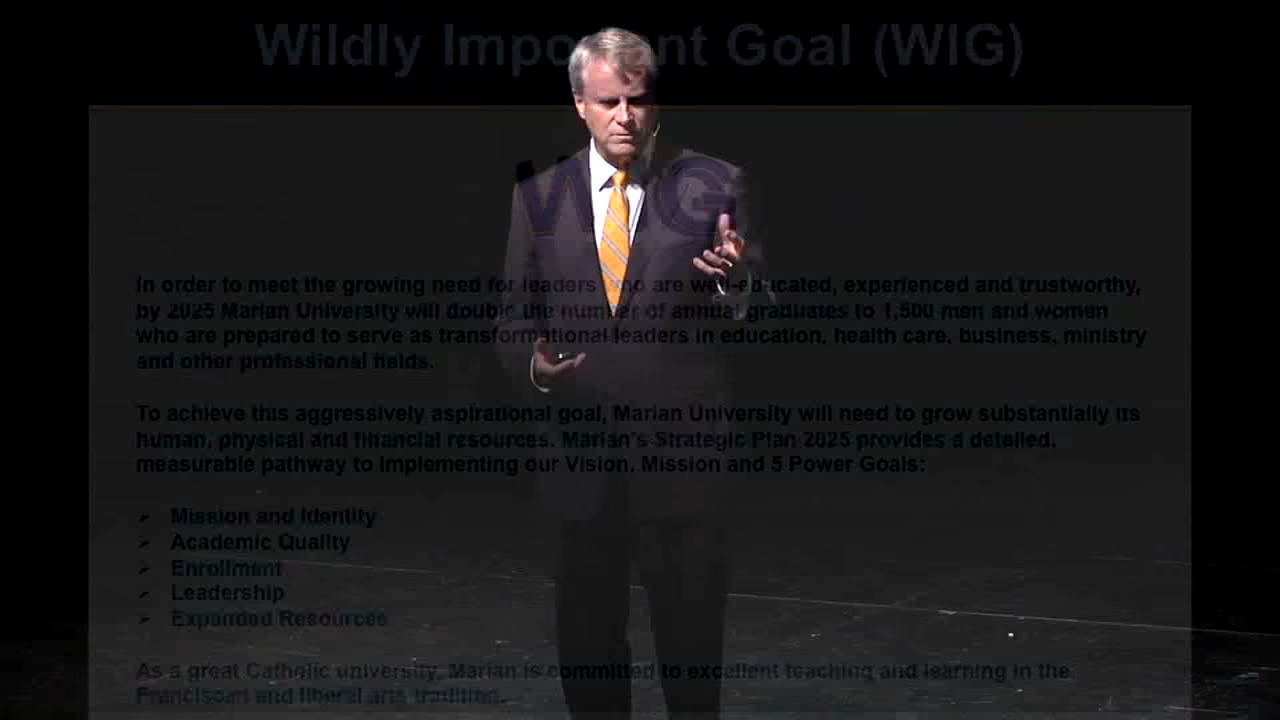 Wildly Important Goal (WIG)
WIG
In order to meet the growing need for leaders who are well-educated, experienced and trustworthy,
by 2025 Marian University will double the number of annual graduates to 1,500 men and women
who are prepared to serve as transformational leaders in education, health care, business, ministry
and other professional fields.
To achieve this aggressively aspirational goal, Marian University will need to grow substantially its
human, physical and financial resources. Marian's Strategic Plan 2025 provides a detailed,
measurable pathway to implementing our Vision, Mission and 5 Power Goals:
➢ Mission and Identity
➢ Academic Quality
➢ Enrollment
➢ Leadership
➢ Expanded Resources
As a great Catholic university, Marian is committed to excellent teaching and learning in the
Franciscan and liberal arts tradition.